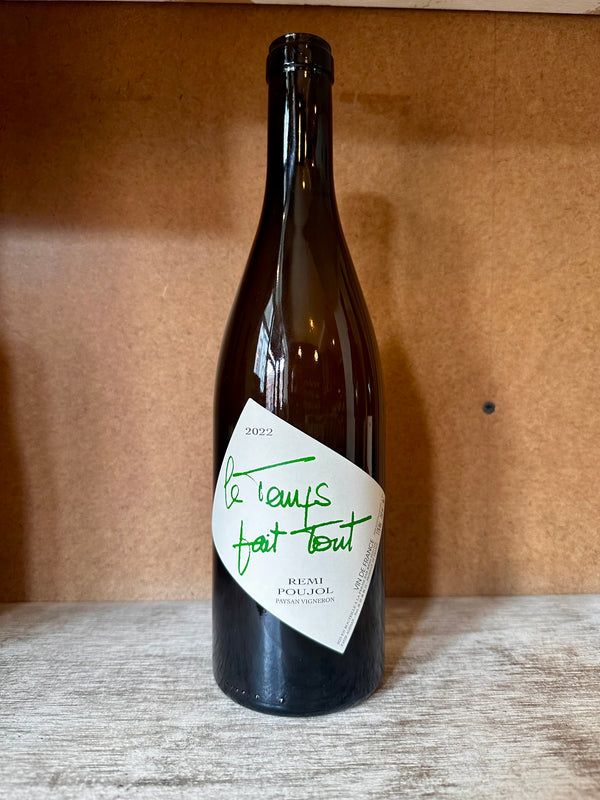 2022
Le Temps
fait Tout
REMI
POUJOL
PAYSAN VIGNERON
VIN DE FRANCE